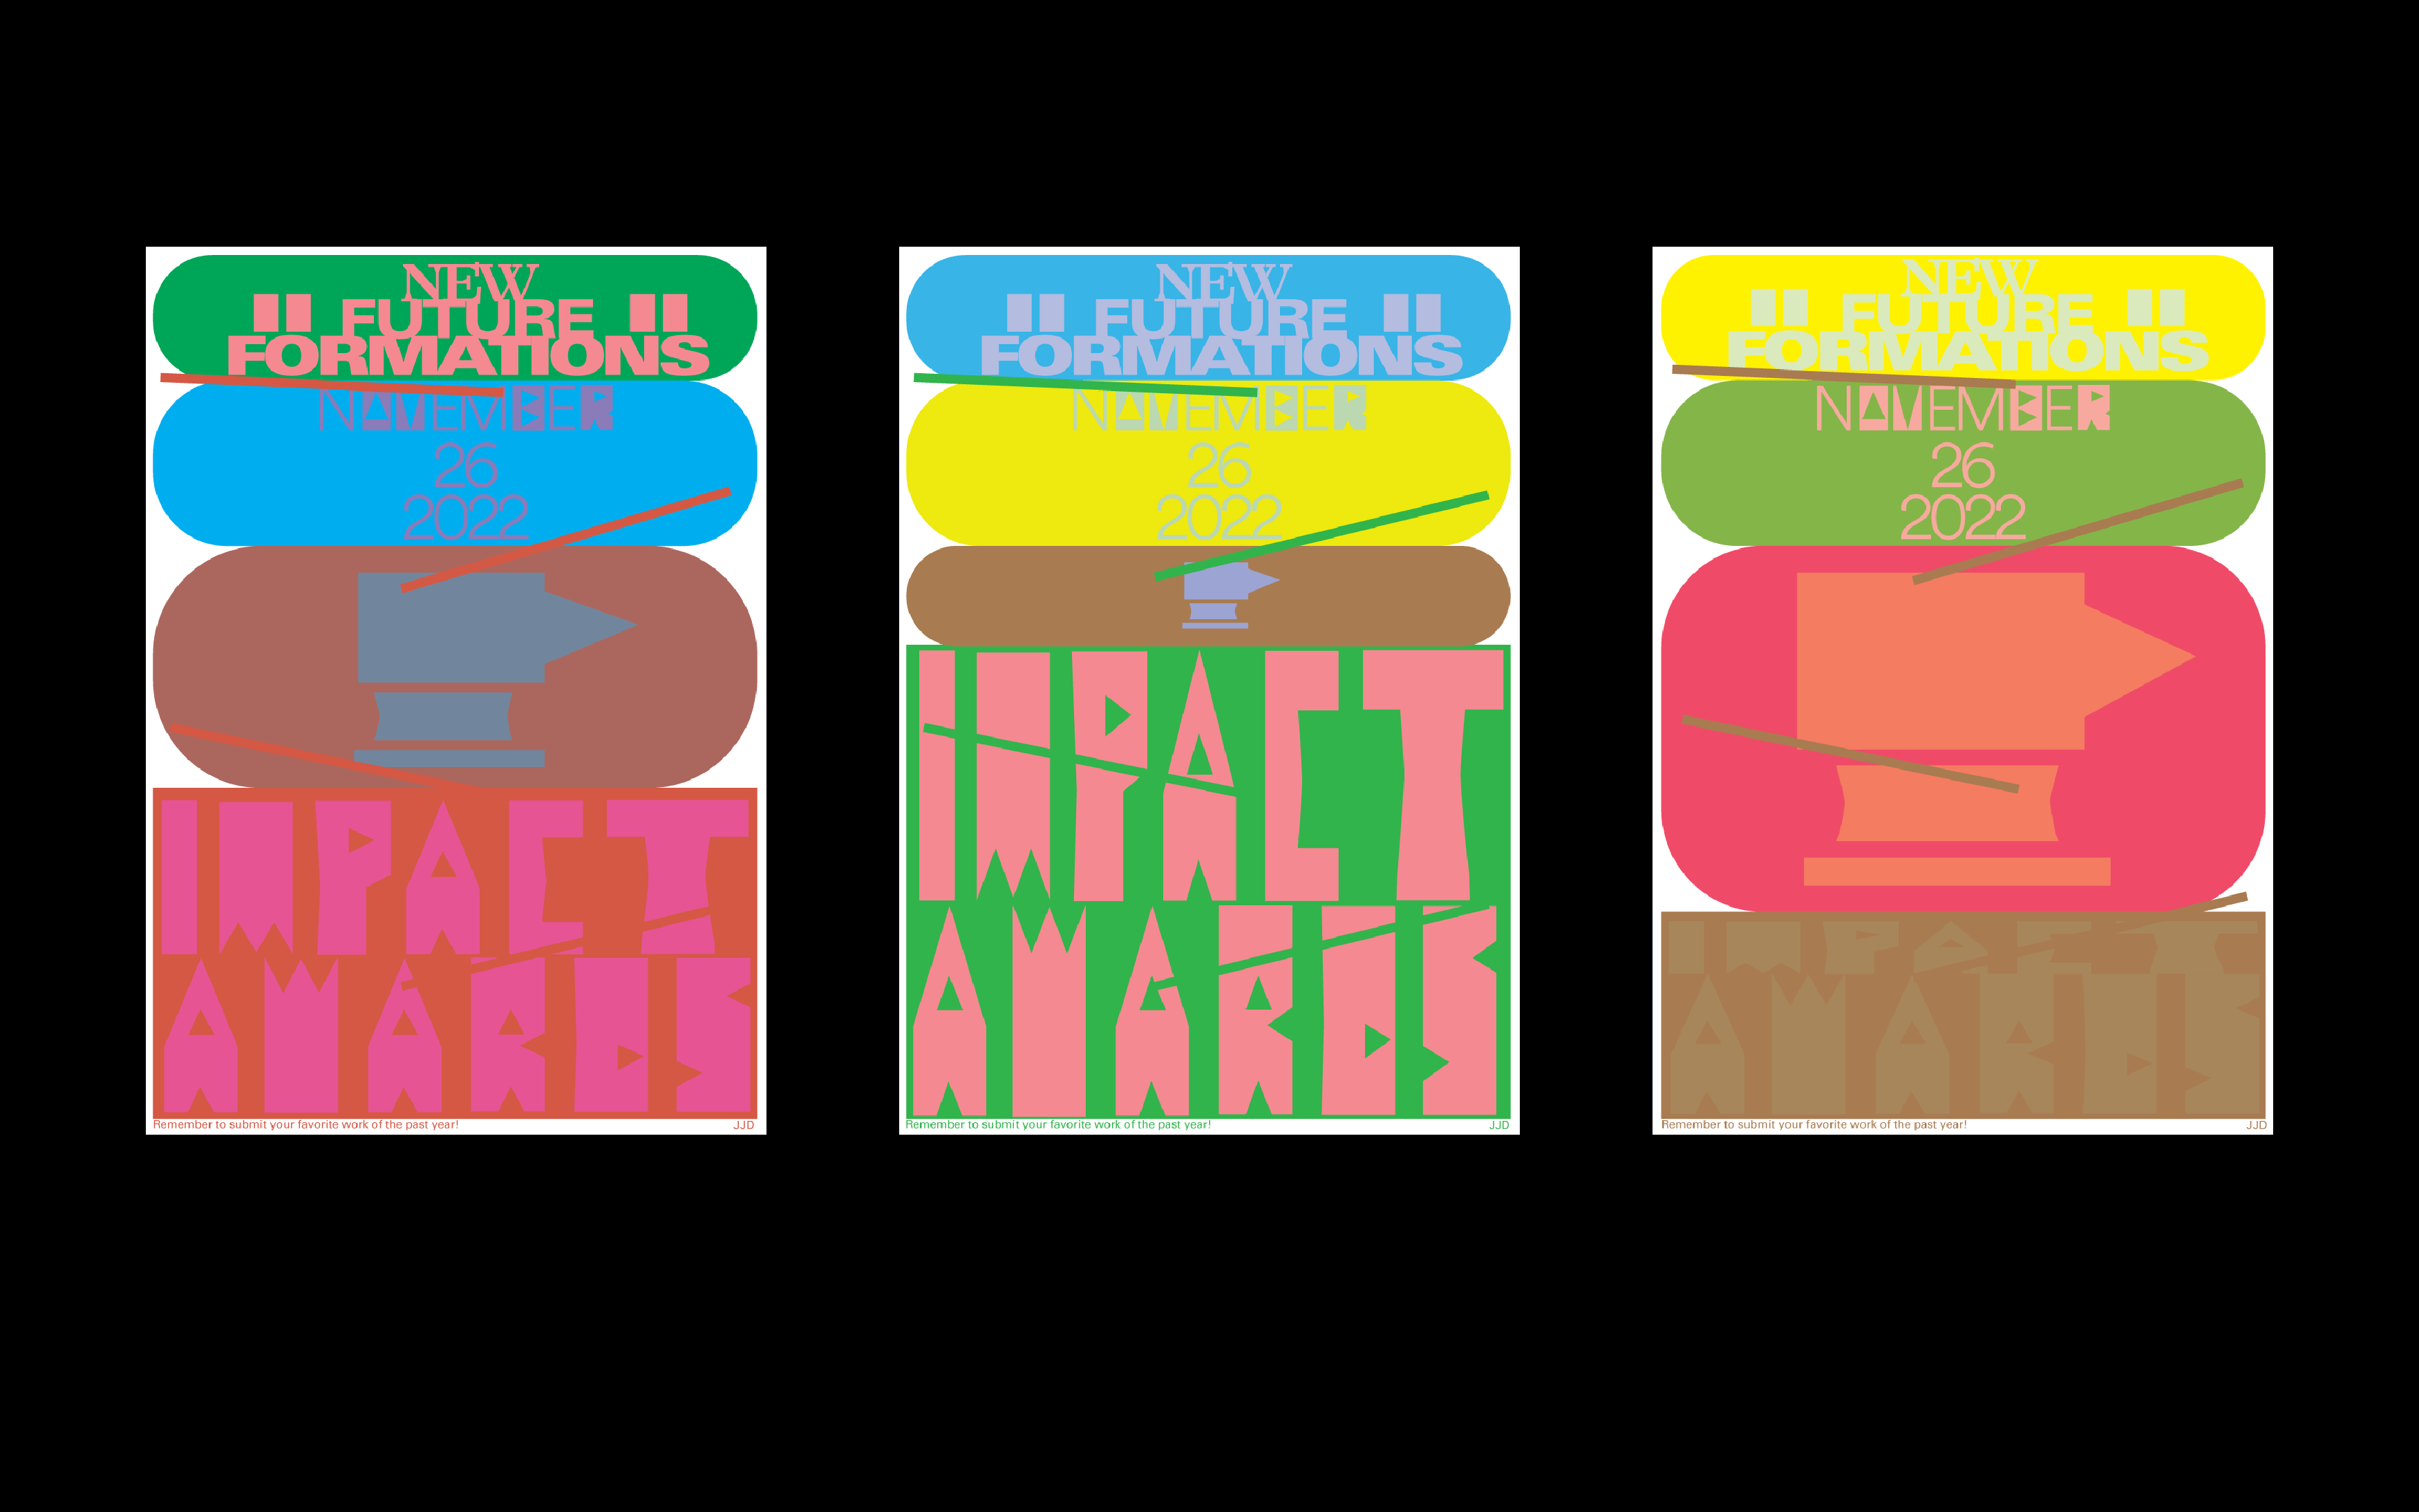 NEW
FUTURE
FORMATIONS
NOVEMBER
26
2022
IMPACT
AWARDS
Remember to submit your favorite work of the past year!
JJD
NEW
FUTURE
FORMATIONS
NOVEMBER
26
2022
IMPACT
AWARDS
Remember to submit your favorite work of the past year!
JJD
NEW
FUTURE
FORMATIONS
NOVEMBER
26
2022
IMPACT
AWARDS
Remember to submit your favorite work of the past year!
JJD